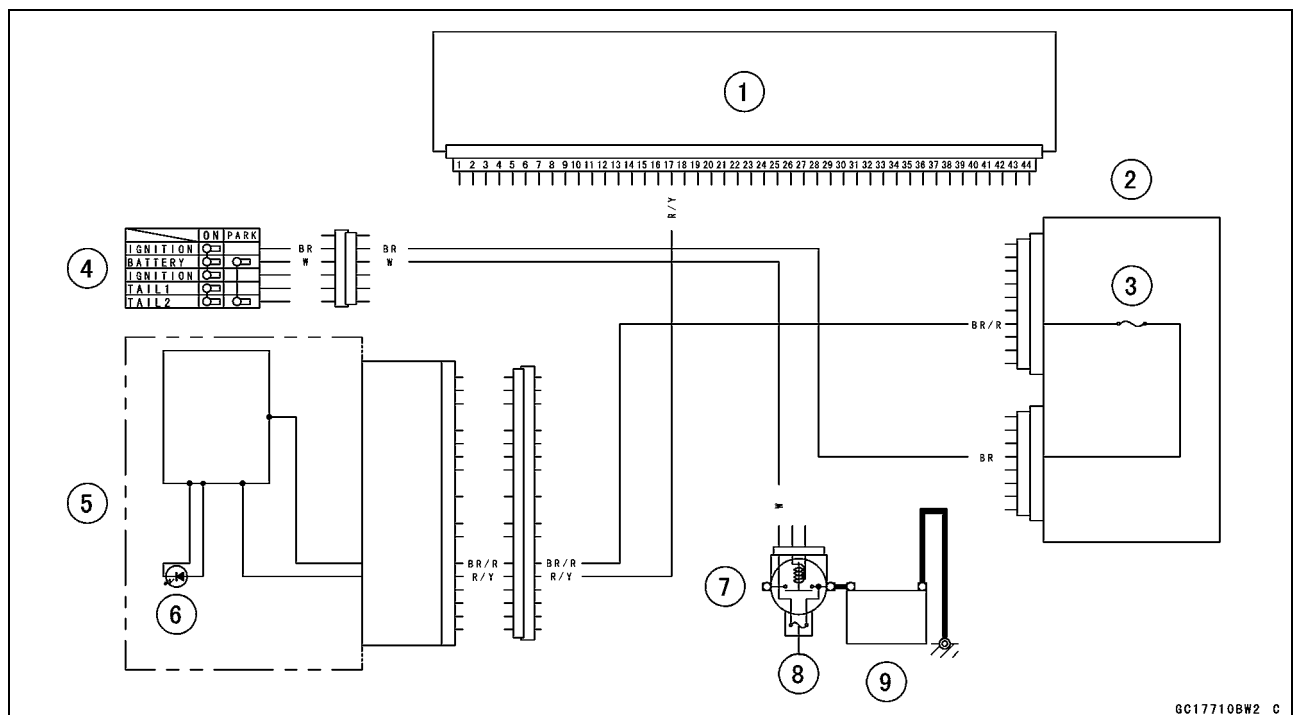 1
1 2 3 4 5 6 7 8 9 10 11 12 13 14 15 16 17 18 19 20 21 22 23 24 25 26 27 28 29 30 31 32 33 34 35 36 37 38 39 40 41 42 43 44
2
R/Y
ON PARK
IGNITION
BATTERY
IGNITION
TAIL1
TAIL2
4
BR BR
W W
3
BR/R
BR
5
W
BR/R BR/R
R/Y R/Y
6
7
8
9
GC17710BW2 C